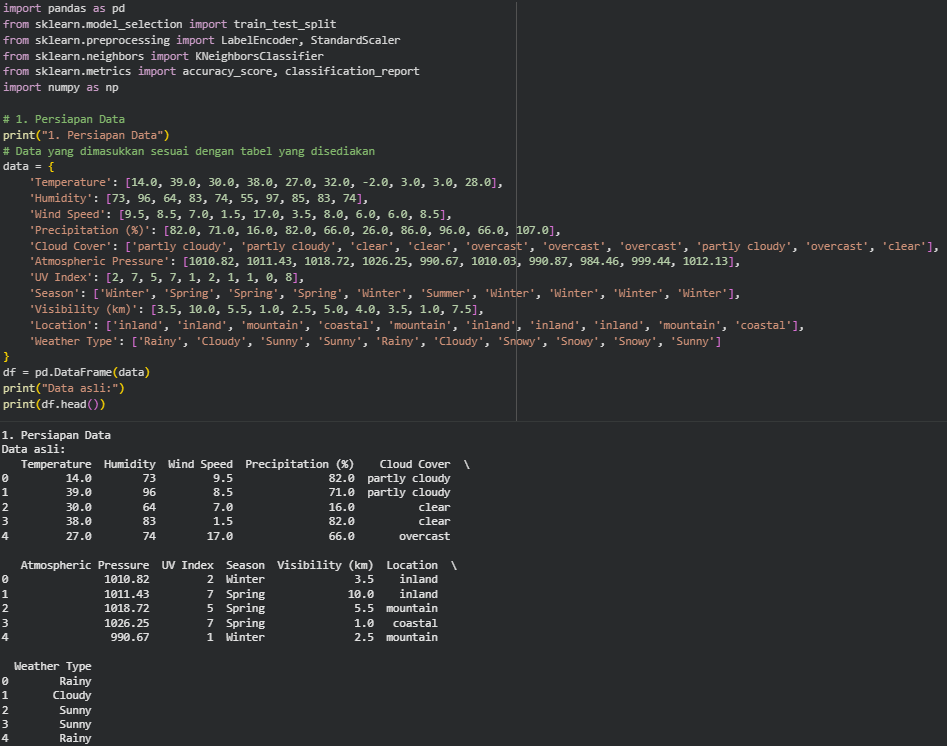 import pandas as pd
from sklearn.model_selection import train_test_split
from sklearn.preprocessing import LabelEncoder, StandardScaler
from sklearn.neighbors import KNeighborsClassifier
from sklearn.metrics import accuracy_score, classification_report
import numpy as np

# 1. Persiapan Data
print("1. Persiapan Data")
# Data yang dimasukkan sesuai dengan tabel yang disediakan
data = {
    'Temperature': [14.0, 39.0, 30.0, 38.0, 27.0, 32.0, -2.0, 3.0, 3.0, 28.0],
    'Humidity': [73, 96, 64, 83, 74, 55, 97, 85, 83, 74],
    'Wind Speed': [9.5, 8.5, 7.0, 1.5, 17.0, 3.5, 8.0, 6.0, 6.0, 8.5],
    'Precipitation (%)': [82.0, 71.0, 16.0, 82.0, 66.0, 26.0, 86.0, 96.0, 66.0, 107.0],
    'Cloud Cover': ['partly cloudy', 'partly cloudy', 'clear', 'clear', 'overcast', 'overcast', 'overcast', 'partly cloudy', 'overcast', 'clear'],
    'Atmospheric Pressure': [1010.82, 1011.43, 1018.72, 1026.25, 990.67, 1010.03, 990.87, 984.46, 999.44, 1012.13],
    'UV Index': [2, 7, 5, 7, 1, 2, 1, 1, 0, 8],
    'Season': ['Winter', 'Spring', 'Spring', 'Spring', 'Winter', 'Summer', 'Winter', 'Winter', 'Winter', 'Winter'],
    'Visibility (km)': [3.5, 10.0, 5.5, 1.0, 2.5, 5.0, 4.0, 3.5, 1.0, 7.5],
    'Location': ['inland', 'inland', 'mountain', 'coastal', 'mountain', 'inland', 'inland', 'inland', 'mountain', 'coastal'],
    'Weather Type': ['Rainy', 'Cloudy', 'Sunny', 'Sunny', 'Rainy', 'Cloudy', 'Snowy', 'Snowy', 'Snowy', 'Sunny']
}
df = pd.DataFrame(data)
print("Data asli:")
print(df.head())

1. Persiapan Data
Data asli:
   Temperature  Humidity  Wind Speed  Precipitation (%)    Cloud Cover  \
0         14.0        73         9.5               82.0  partly cloudy
1         39.0        96         8.5               71.0  partly cloudy
2         30.0        64         7.0               16.0          clear
3         38.0        83         1.5               82.0          clear
4         27.0        74        17.0               66.0       overcast

   Atmospheric Pressure  UV Index  Season  Visibility (km)  Location  \
0               1010.82         2  Winter              3.5    inland
1               1011.43         7  Spring             10.0    inland
2               1018.72         5  Spring              5.5  mountain
3               1026.25         7  Spring              1.0   coastal
4                990.67         1  Winter              2.5  mountain

  Weather Type
0        Rainy
1       Cloudy
2        Sunny
3        Sunny
4        Rainy